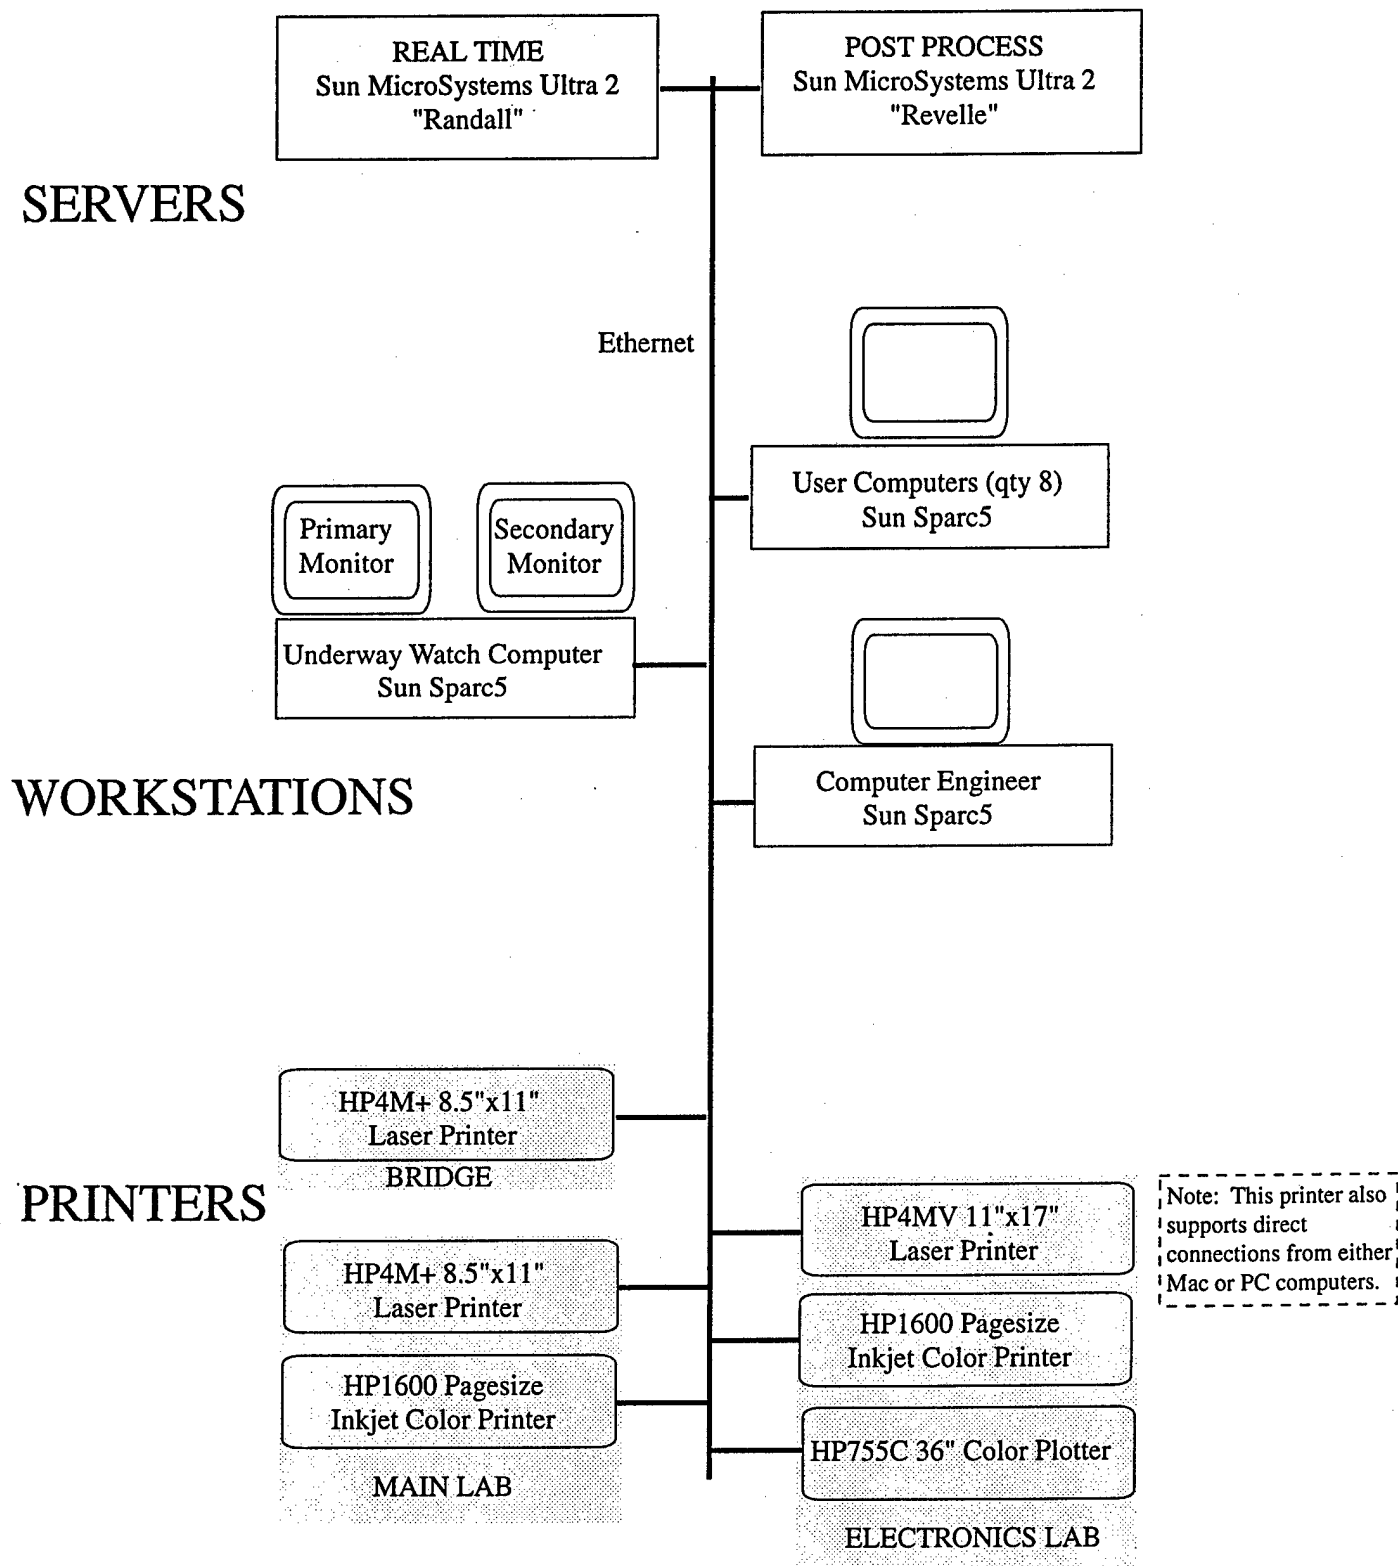 REAL TIME
Sun MicroSystems Ultra 2
"Randall"
POST PROCESS
Sun MicroSystems Ultra 2
"Revelle"
SERVERS
Ethernet
User Computers (qty 8)
Sun Sparc5
Primary
Monitor
Secondary
Monitor
Underway Watch Computer
Sun Sparc5
WORKSTATIONS
Computer Engineer
Sun Sparc5
HP4M+ 8.5"x11"
Laser Printer
BRIDGE
PRINTERS
HP4MV 11"x17"
Laser Printer
Note: This printer also
supports direct
connections from either
Mac or PC computers.
HP4M+ 8.5"x11"
Laser Printer
HP1600 Pagesize
Inkjet Color Printer
HP1600 Pagesize
Inkjet Color Printer
HP755C 36" Color Plotter
MAIN LAB
ELECTRONICS LAB